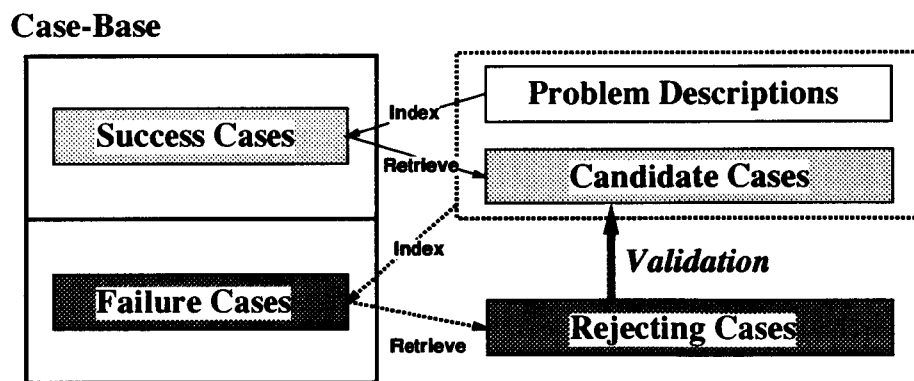 Case-Base
Problem Descriptions
Index
Success Cases
Retrieve
Candidate Cases
Index
Validation
Failure Cases
Rejecting Cases
Retrieve